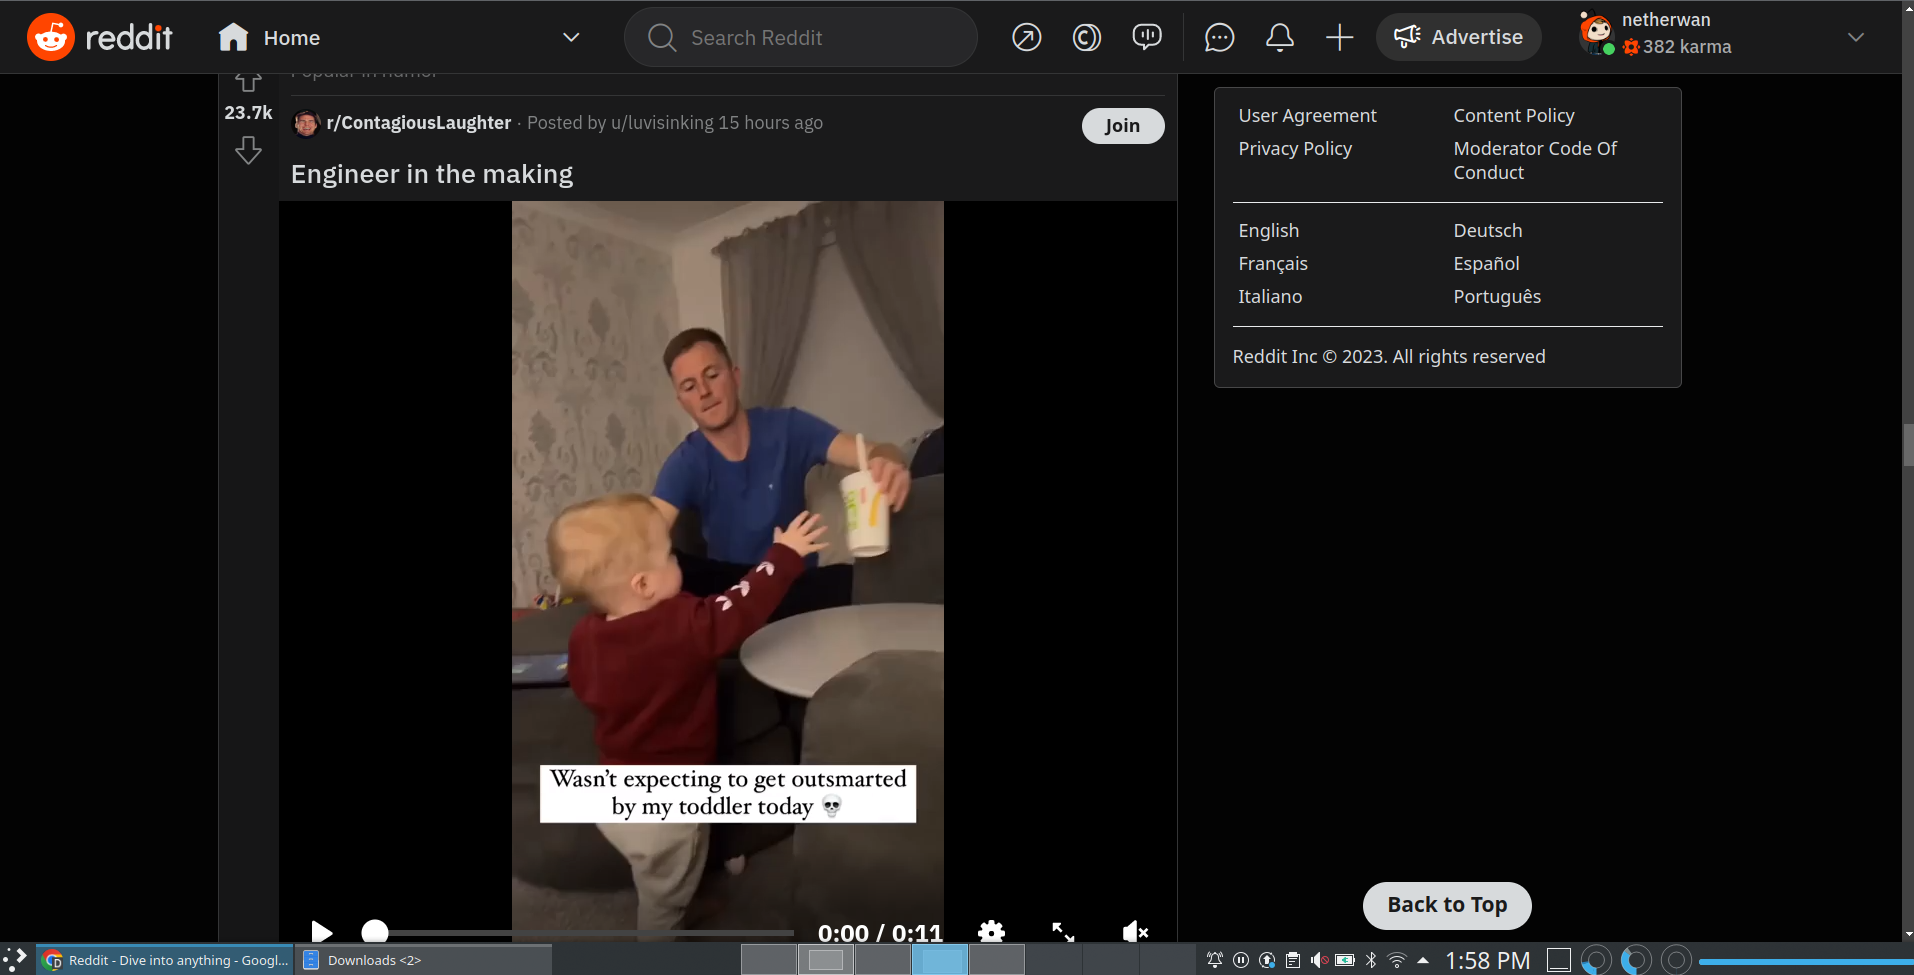 reddit
Home
Search Reddit
Advertise
netherwan
382 karma
Popular in humor
23.7k
r/ContagiousLaughter · Posted by u/luvisinking 15 hours ago
Join
Engineer in the making
Wasn't expecting to get outsmarted
by my toddler today 💀
0:00 / 0:11
User Agreement
Content Policy
Privacy Policy
Moderator Code Of
Conduct
English
Deutsch
Français
Español
Italiano
Português
Reddit Inc © 2023. All rights reserved
Back to Top
Reddit - Dive into anything - Googl...
Downloads <2>
1:58 PM